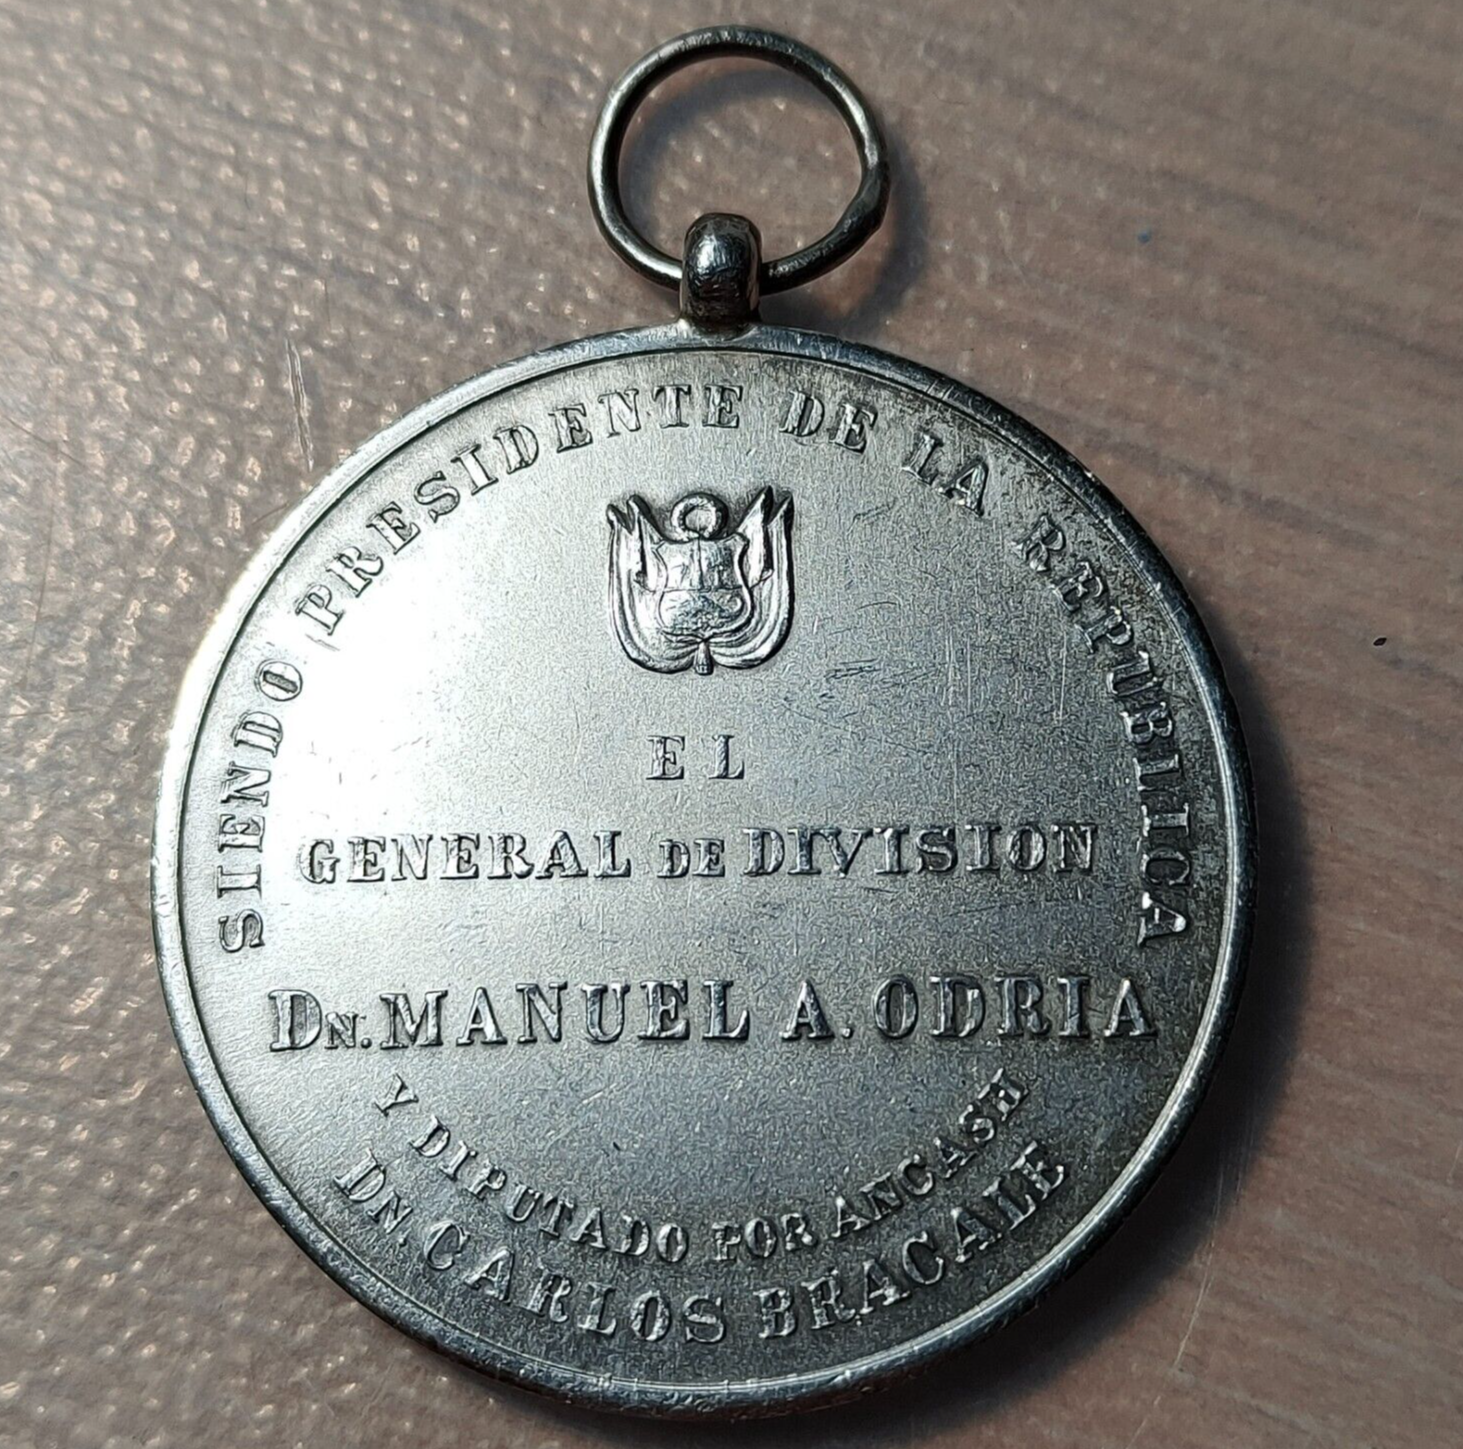 SIENDO PRESIDENTE DE LA REPUBLICA
EL
GENERAL DE DIVISION
DN. MANUEL A. ODRIA
Y DIPUTADO POR ANCASH
DN. CARLOS BRACALE